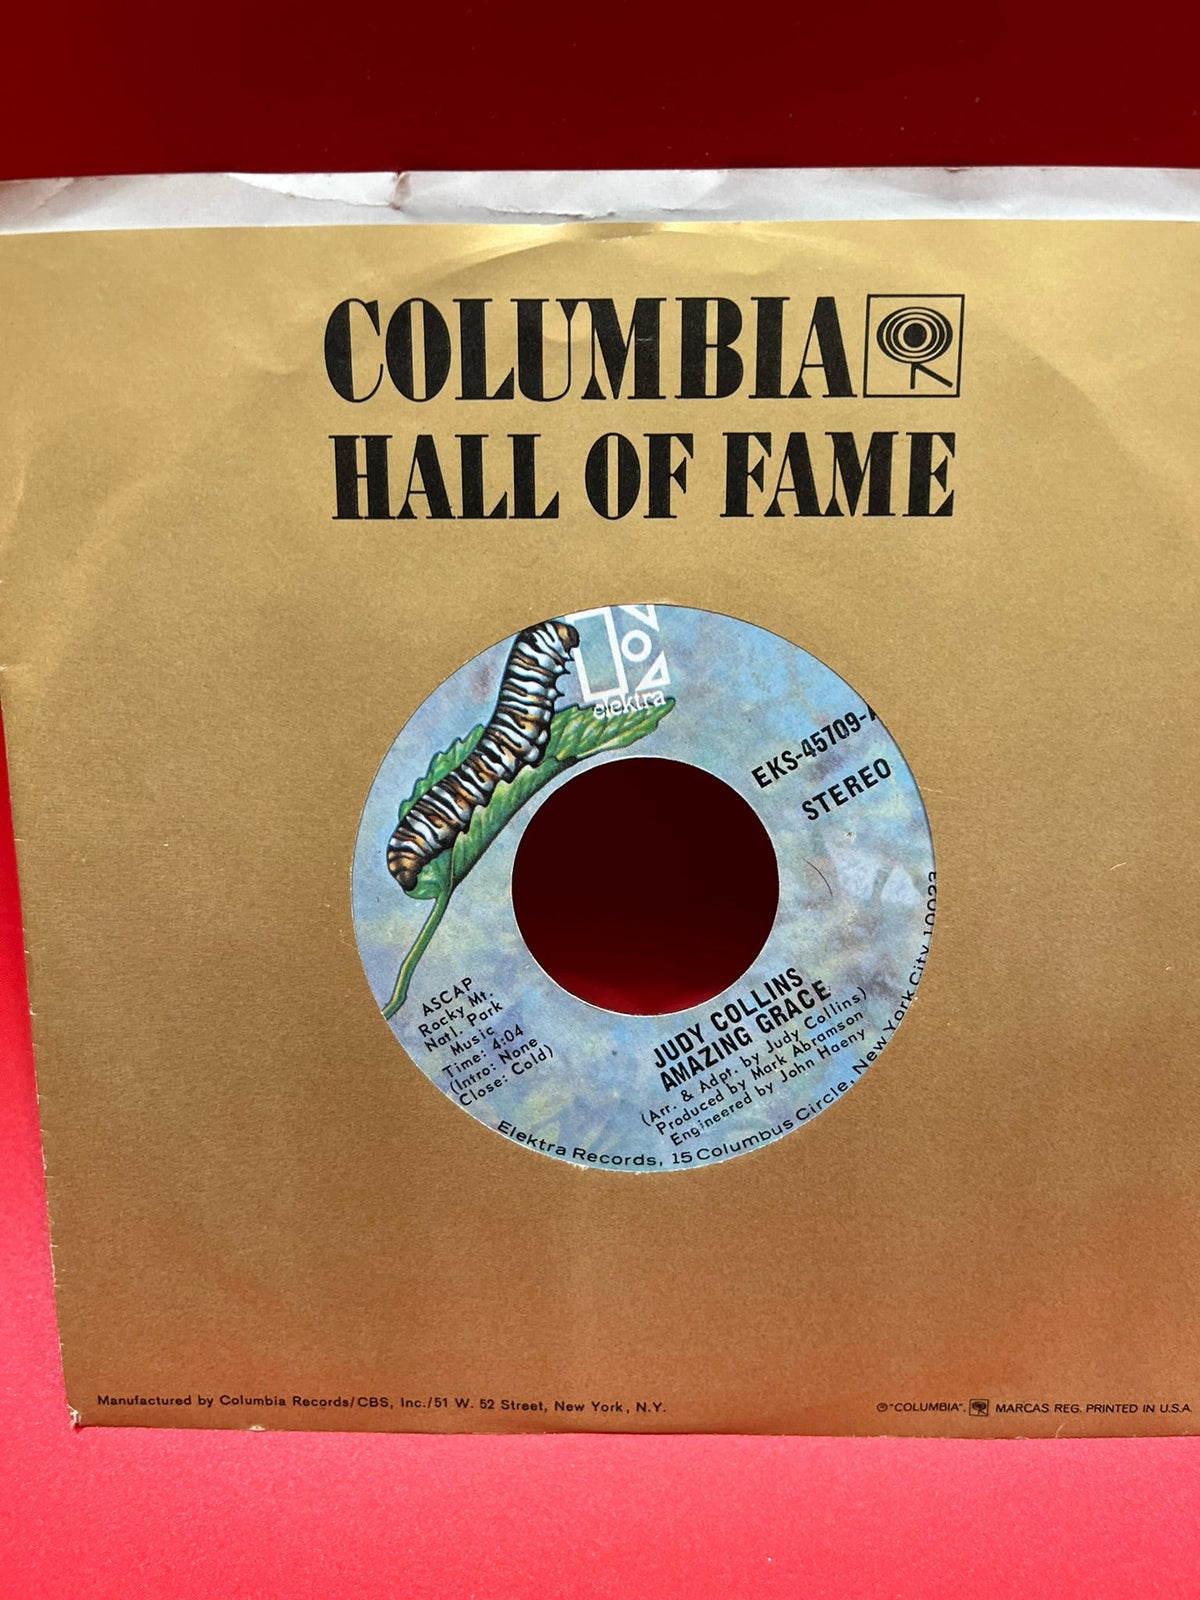 COLUMBIA
HALL OF FAME
elektra
EKS-45709-A
STEREO
ASCAP
Rocky Mt.
Natl. Park
Music
Time: 4:04
(Intro: None
Close: Cold)
JUDY COLLINS
AMAZING GRACE
(Arr. & Adpt. by Judy Collins)
Produced by Mark Abramson
Engineered by John Haeny
Elektra Records, 15 Columbus Circle, New York City 10023
Manufactured by Columbia Records/CBS, Inc./51 W. 52 Street, New York, N.Y.
℗"COLUMBIA", MARCAS REG. PRINTED IN U.S.A.